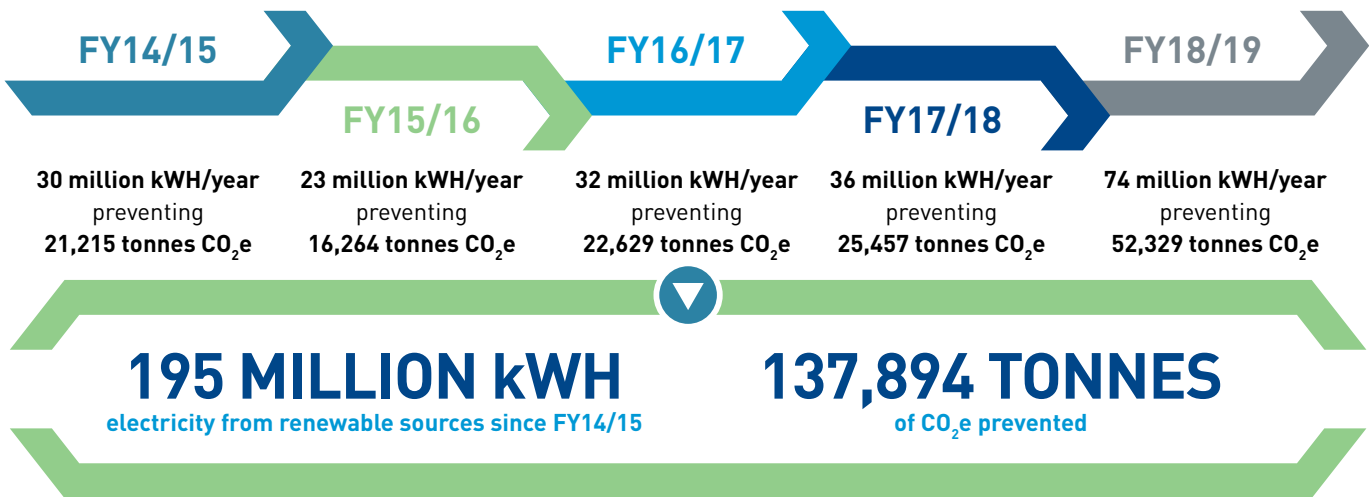 FY14/15
30 million kWH/year
preventing
21,215 tonnes CO₂e
FY15/16
23 million kWH/year
preventing
16,264 tonnes CO₂e
FY16/17
32 million kWH/year
preventing
22,629 tonnes CO₂e
FY17/18
36 million kWH/year
preventing
25,457 tonnes CO₂e
FY18/19
74 million kWH/year
preventing
52,329 tonnes CO₂e
195 MILLION kWH
electricity from renewable sources since FY14/15
137,894 TONNES
of CO₂e prevented